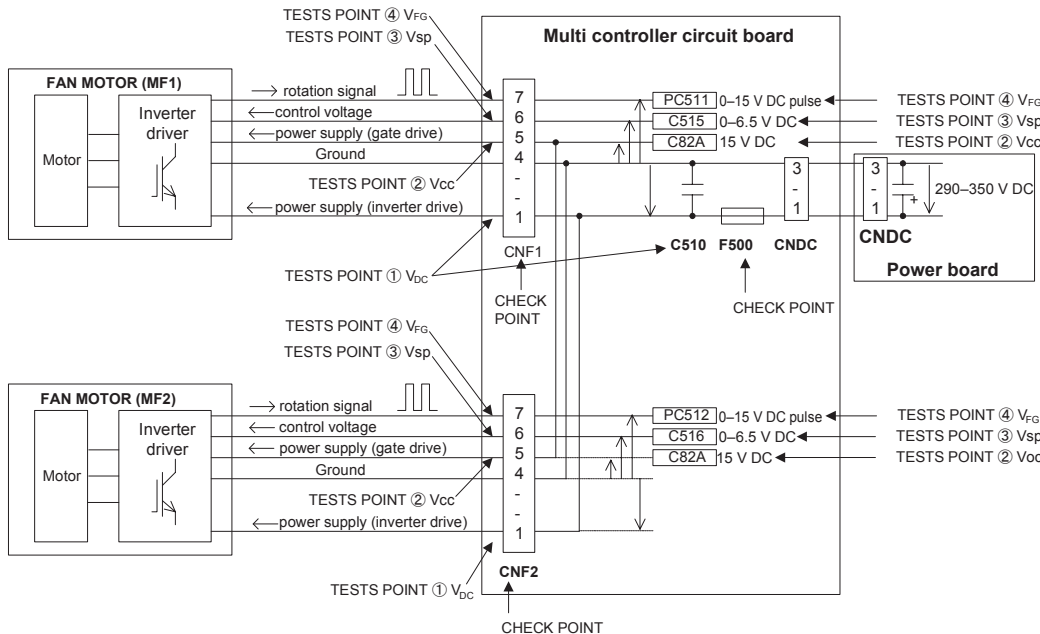 TESTS POINT ④ VFG
TESTS POINT ③ Vsp
Multi controller circuit board
FAN MOTOR (MF1)
Motor
Inverter
driver
rotation signal
control voltage
power supply (gate drive)
Ground
TESTS POINT ② Vcc
power supply (inverter drive)
7
6
5
4
-
-
1
CNF1
CHECK
POINT
PC511 0–15 V DC pulse
C515 0–6.5 V DC
C82A 15 V DC
TESTS POINT ④ VFG
TESTS POINT ③ Vsp
TESTS POINT ② Vcc
3
-
1
3
-
1
290–350 V DC
+
C510 F500 CNDC
CNDC
Power board
TESTS POINT ① VDC
CHECK POINT
TESTS POINT ④ VFG
TESTS POINT ③ Vsp
FAN MOTOR (MF2)
Motor
Inverter
driver
rotation signal
control voltage
power supply (gate drive)
Ground
TESTS POINT ② Vcc
power supply (inverter drive)
7
6
5
4
-
-
1
CNF2
TESTS POINT ① VDC
CHECK POINT
PC512 0–15 V DC pulse
C516 0–6.5 V DC
C82A 15 V DC
TESTS POINT ④ VFG
TESTS POINT ③ Vsp
TESTS POINT ② Voc